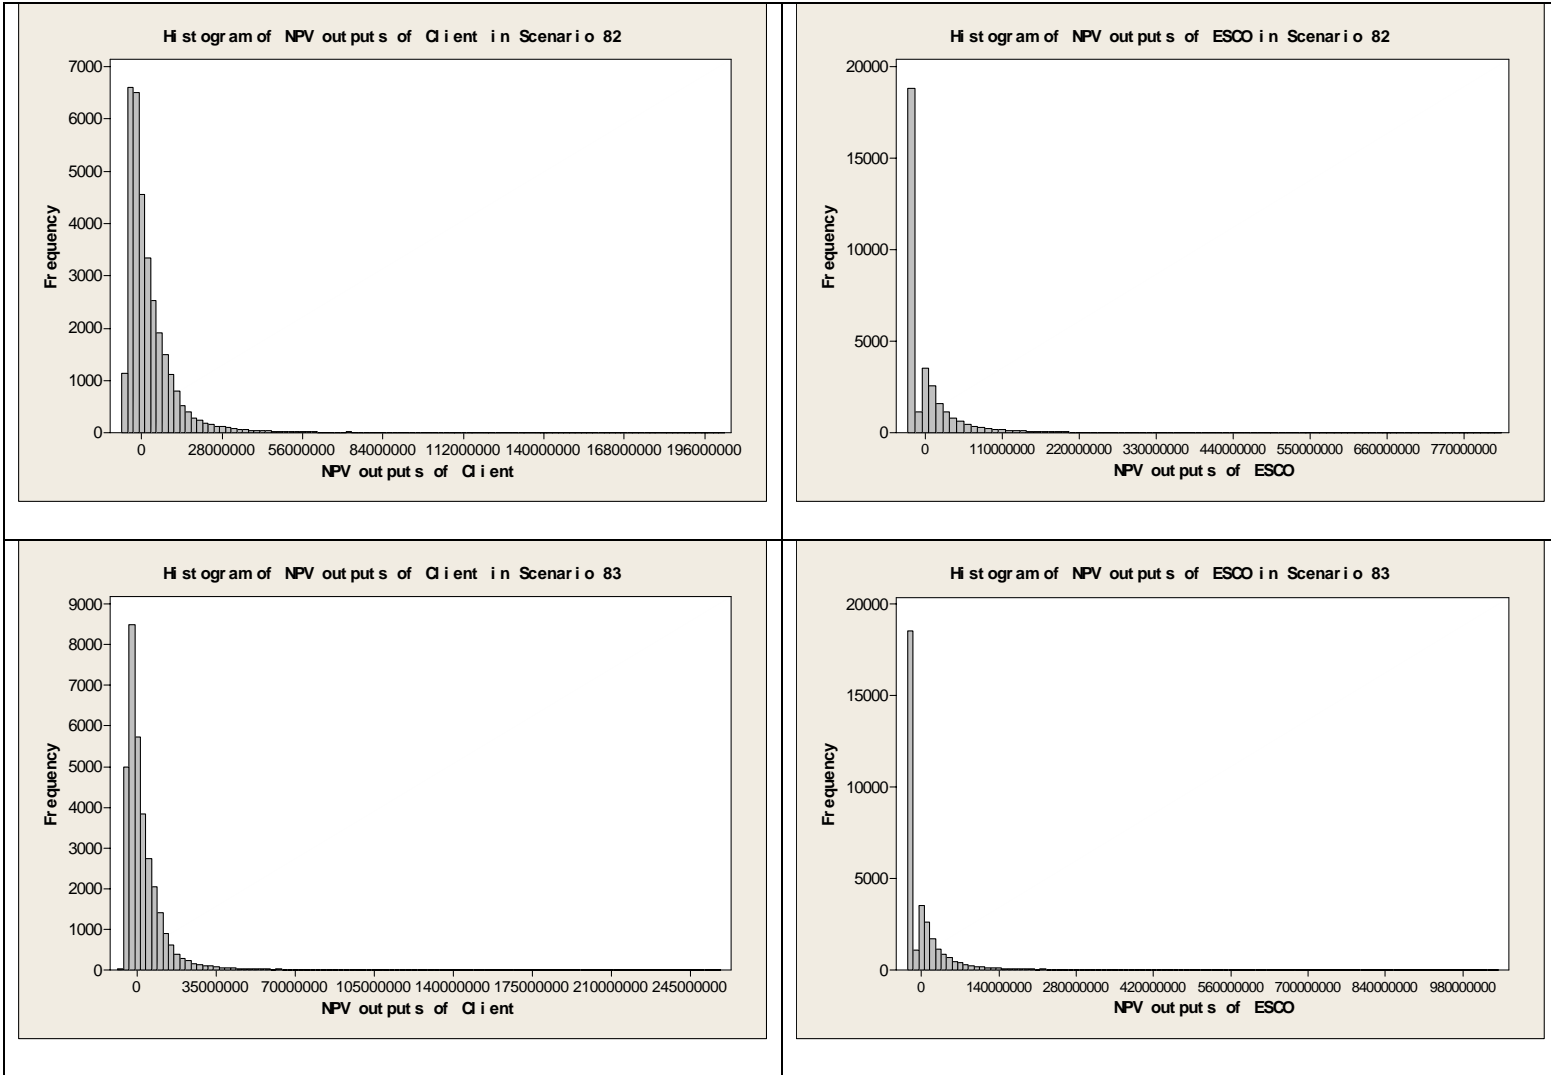 Histogram of NPV outputs of Client in Scenario 82
7000
6000
5000
4000
3000
2000
1000
0
Frequency
0 28000000 56000000 84000000 112000000 140000000 168000000 196000000
NPV outputs of Client
Histogram of NPV outputs of ESCO in Scenario 82
20000
15000
10000
5000
0
Frequency
0 110000000 220000000 330000000 440000000 550000000 660000000 770000000
NPV outputs of ESCO
Histogram of NPV outputs of Client in Scenario 83
9000
8000
7000
6000
5000
4000
3000
2000
1000
0
Frequency
0 35000000 70000000 105000000 140000000 175000000 210000000 245000000
NPV outputs of Client
Histogram of NPV outputs of ESCO in Scenario 83
20000
15000
10000
5000
0
Frequency
0 140000000 280000000 420000000 560000000 700000000 840000000 980000000
NPV outputs of ESCO